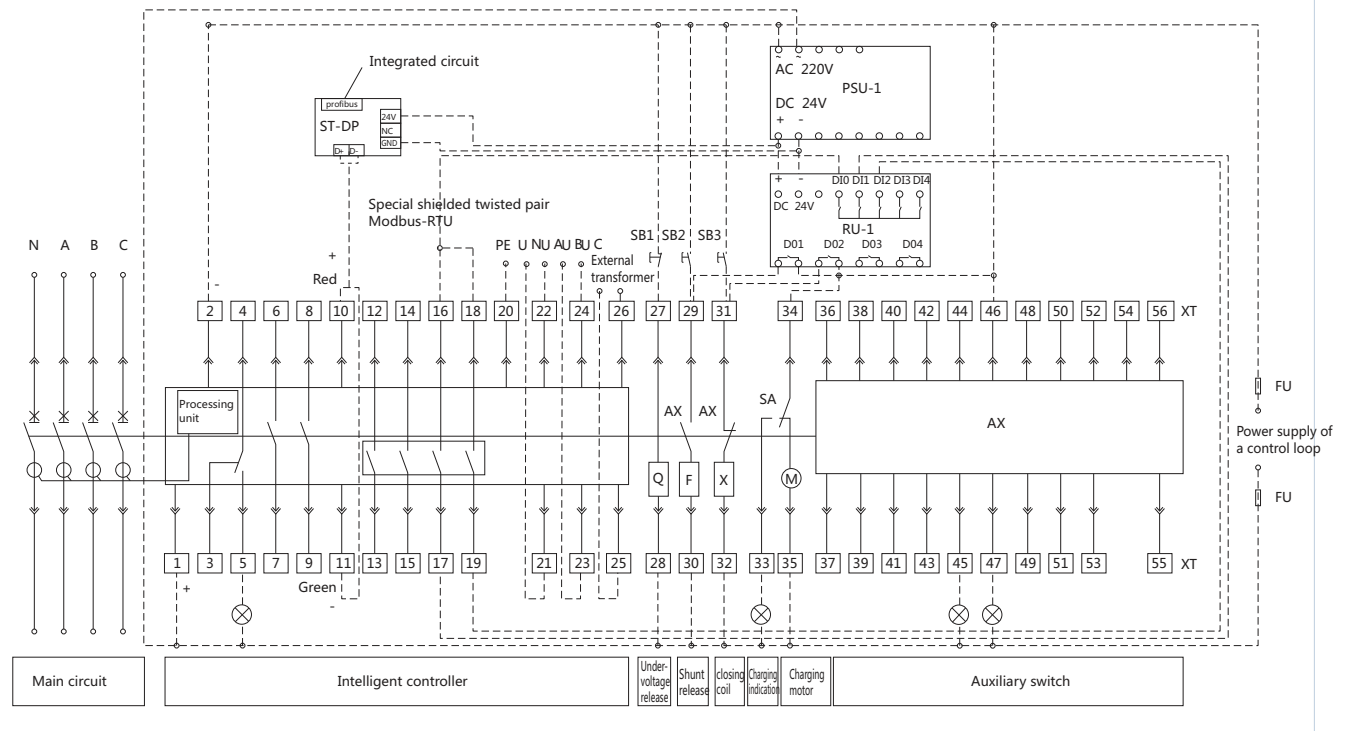 Integrated circuit
profibus
ST-DP
24V
NC
GND
D+ D-
~ ~
AC 220V
PSU-1
DC 24V
+ -
+ - DI0 DI1 DI2 DI3 DI4
DC 24V
RU-1
D01 D02 D03 D04
Special shielded twisted pair
Modbus-RTU
N A B C
+
Red
-
PE U N U A U B U C
External
transformer
SB1 SB2 SB3
2 4 6 8 10 12 14 16 18 20 22 24 26 27 29 31 34 36 38 40 42 44 46 48 50 52 54 56 XT
Processing
unit
AX AX SA
AX
FU
Power supply of
a control loop
FU
Q F X M
1 3 5 7 9 11 13 15 17 19 21 23 25 28 30 32 33 35 37 39 41 43 45 47 49 51 53 55 XT
+
Green
-
Main circuit
Intelligent controller
Under-
voltage
release
Shunt
release
closing
coil
Charging
indication
Charging
motor
Auxiliary switch